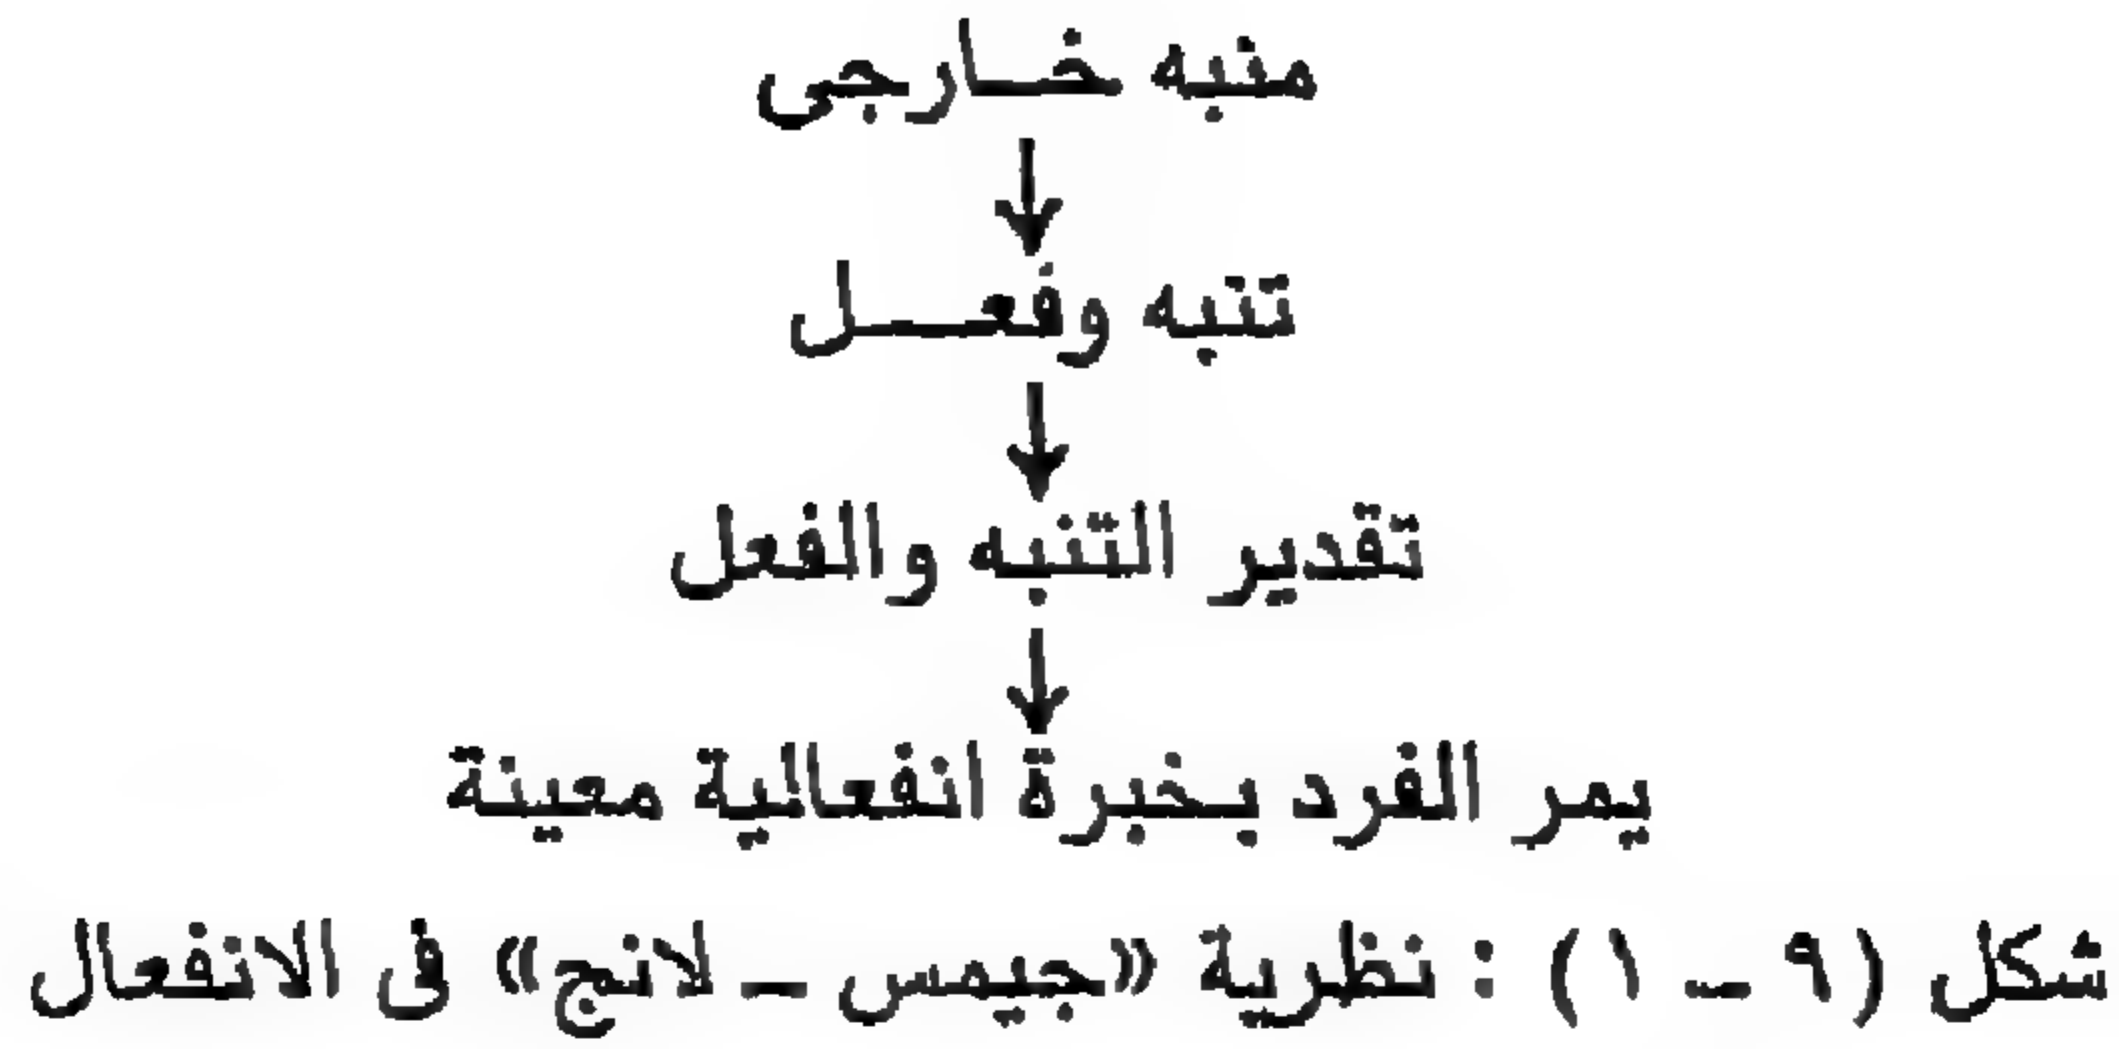 منبه خارجى
تنبه وفعل
تقدير التنبه والفعل
يمر الفرد بخبرة انفعالية معينة
شكل (٩ – ١) : نظرية «جيمس – لانج» فى الانفعال